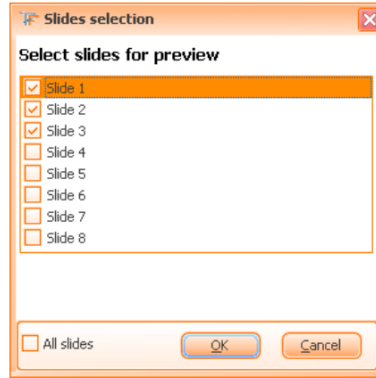 Slides selection
Select slides for preview
Slide 1
Slide 2
Slide 3
Slide 4
Slide 5
Slide 6
Slide 7
Slide 8
All slides OK Cancel